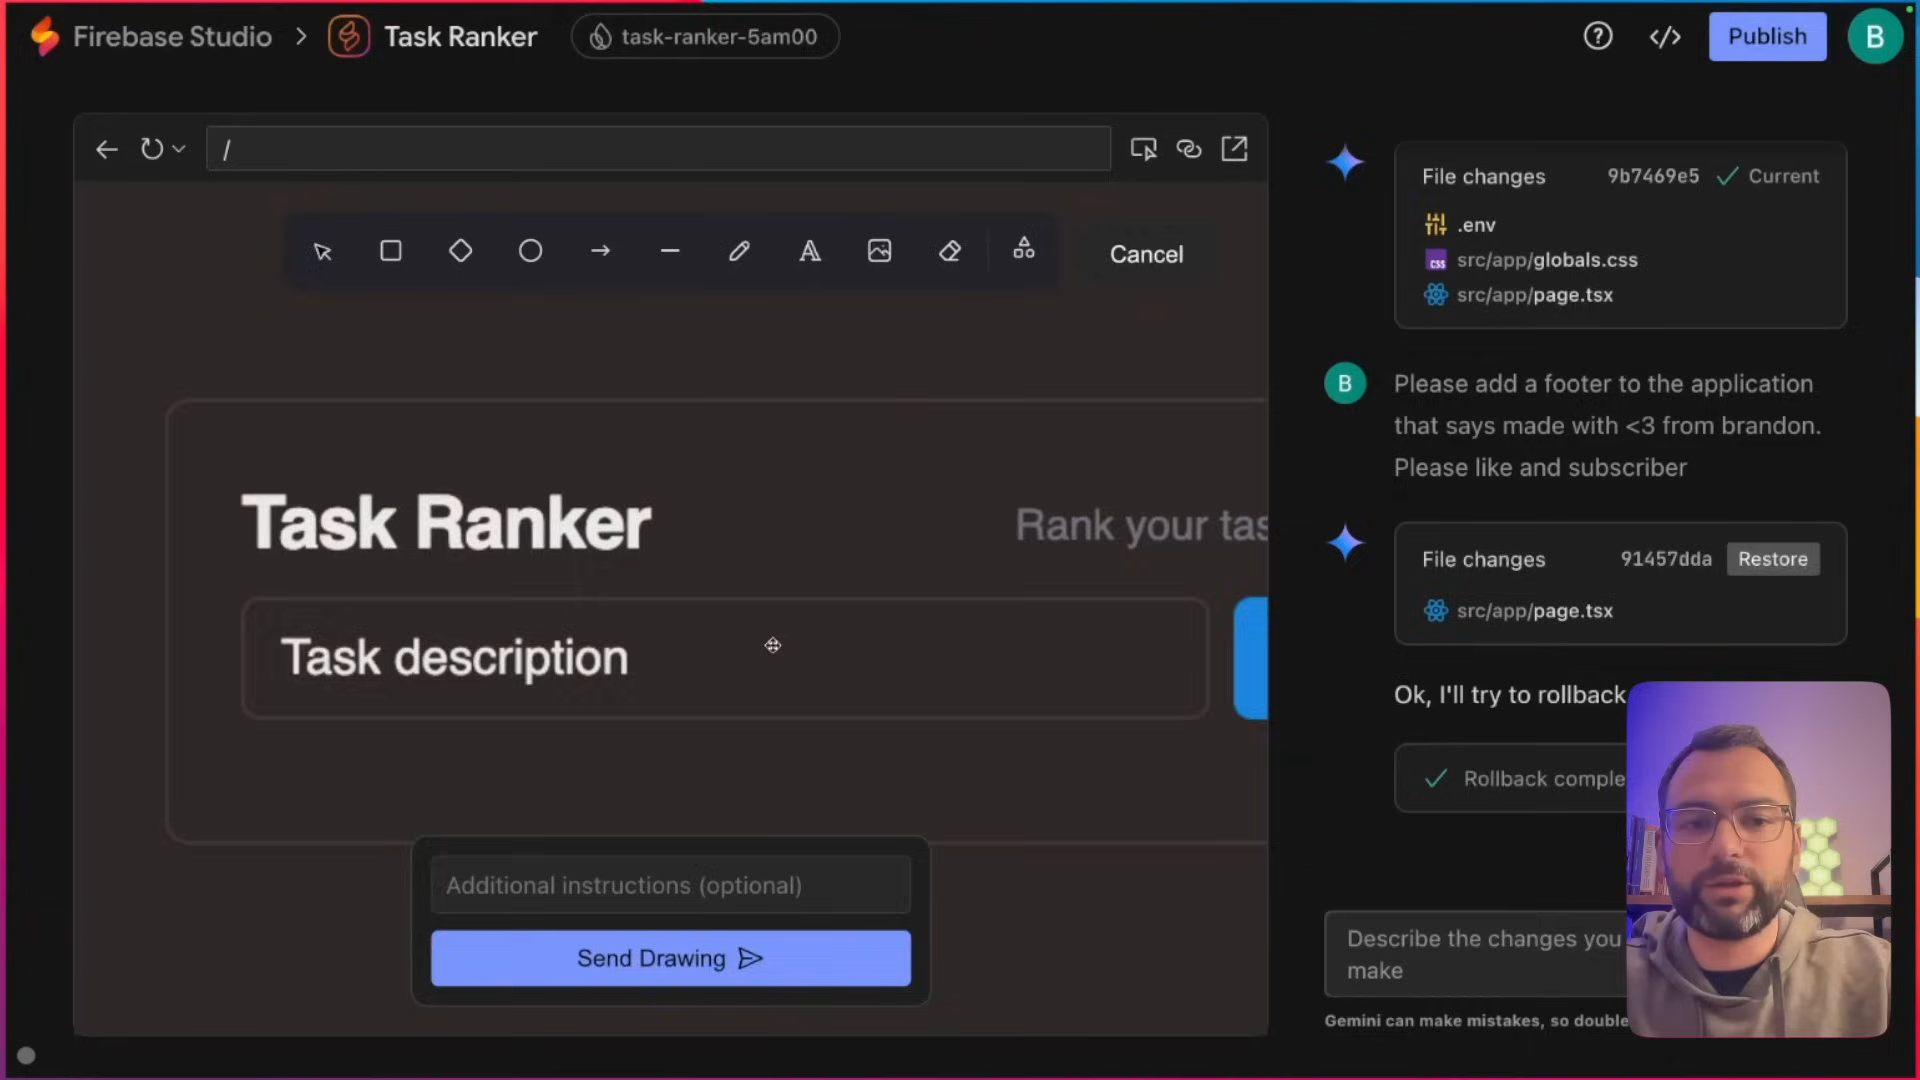 Firebase Studio > Task Ranker task-ranker-5am00
Publish
B
/
Cancel
Task Ranker
Rank your tas
Task description
Additional instructions (optional)
Send Drawing
File changes 9b7469e5 Current
.env
css src/app/globals.css
src/app/page.tsx
B
Please add a footer to the application
that says made with <3 from brandon.
Please like and subscriber
File changes 91457dda Restore
src/app/page.tsx
Ok, I'll try to rollback
Rollback comple
Describe the changes you
make
Gemini can make mistakes, so double